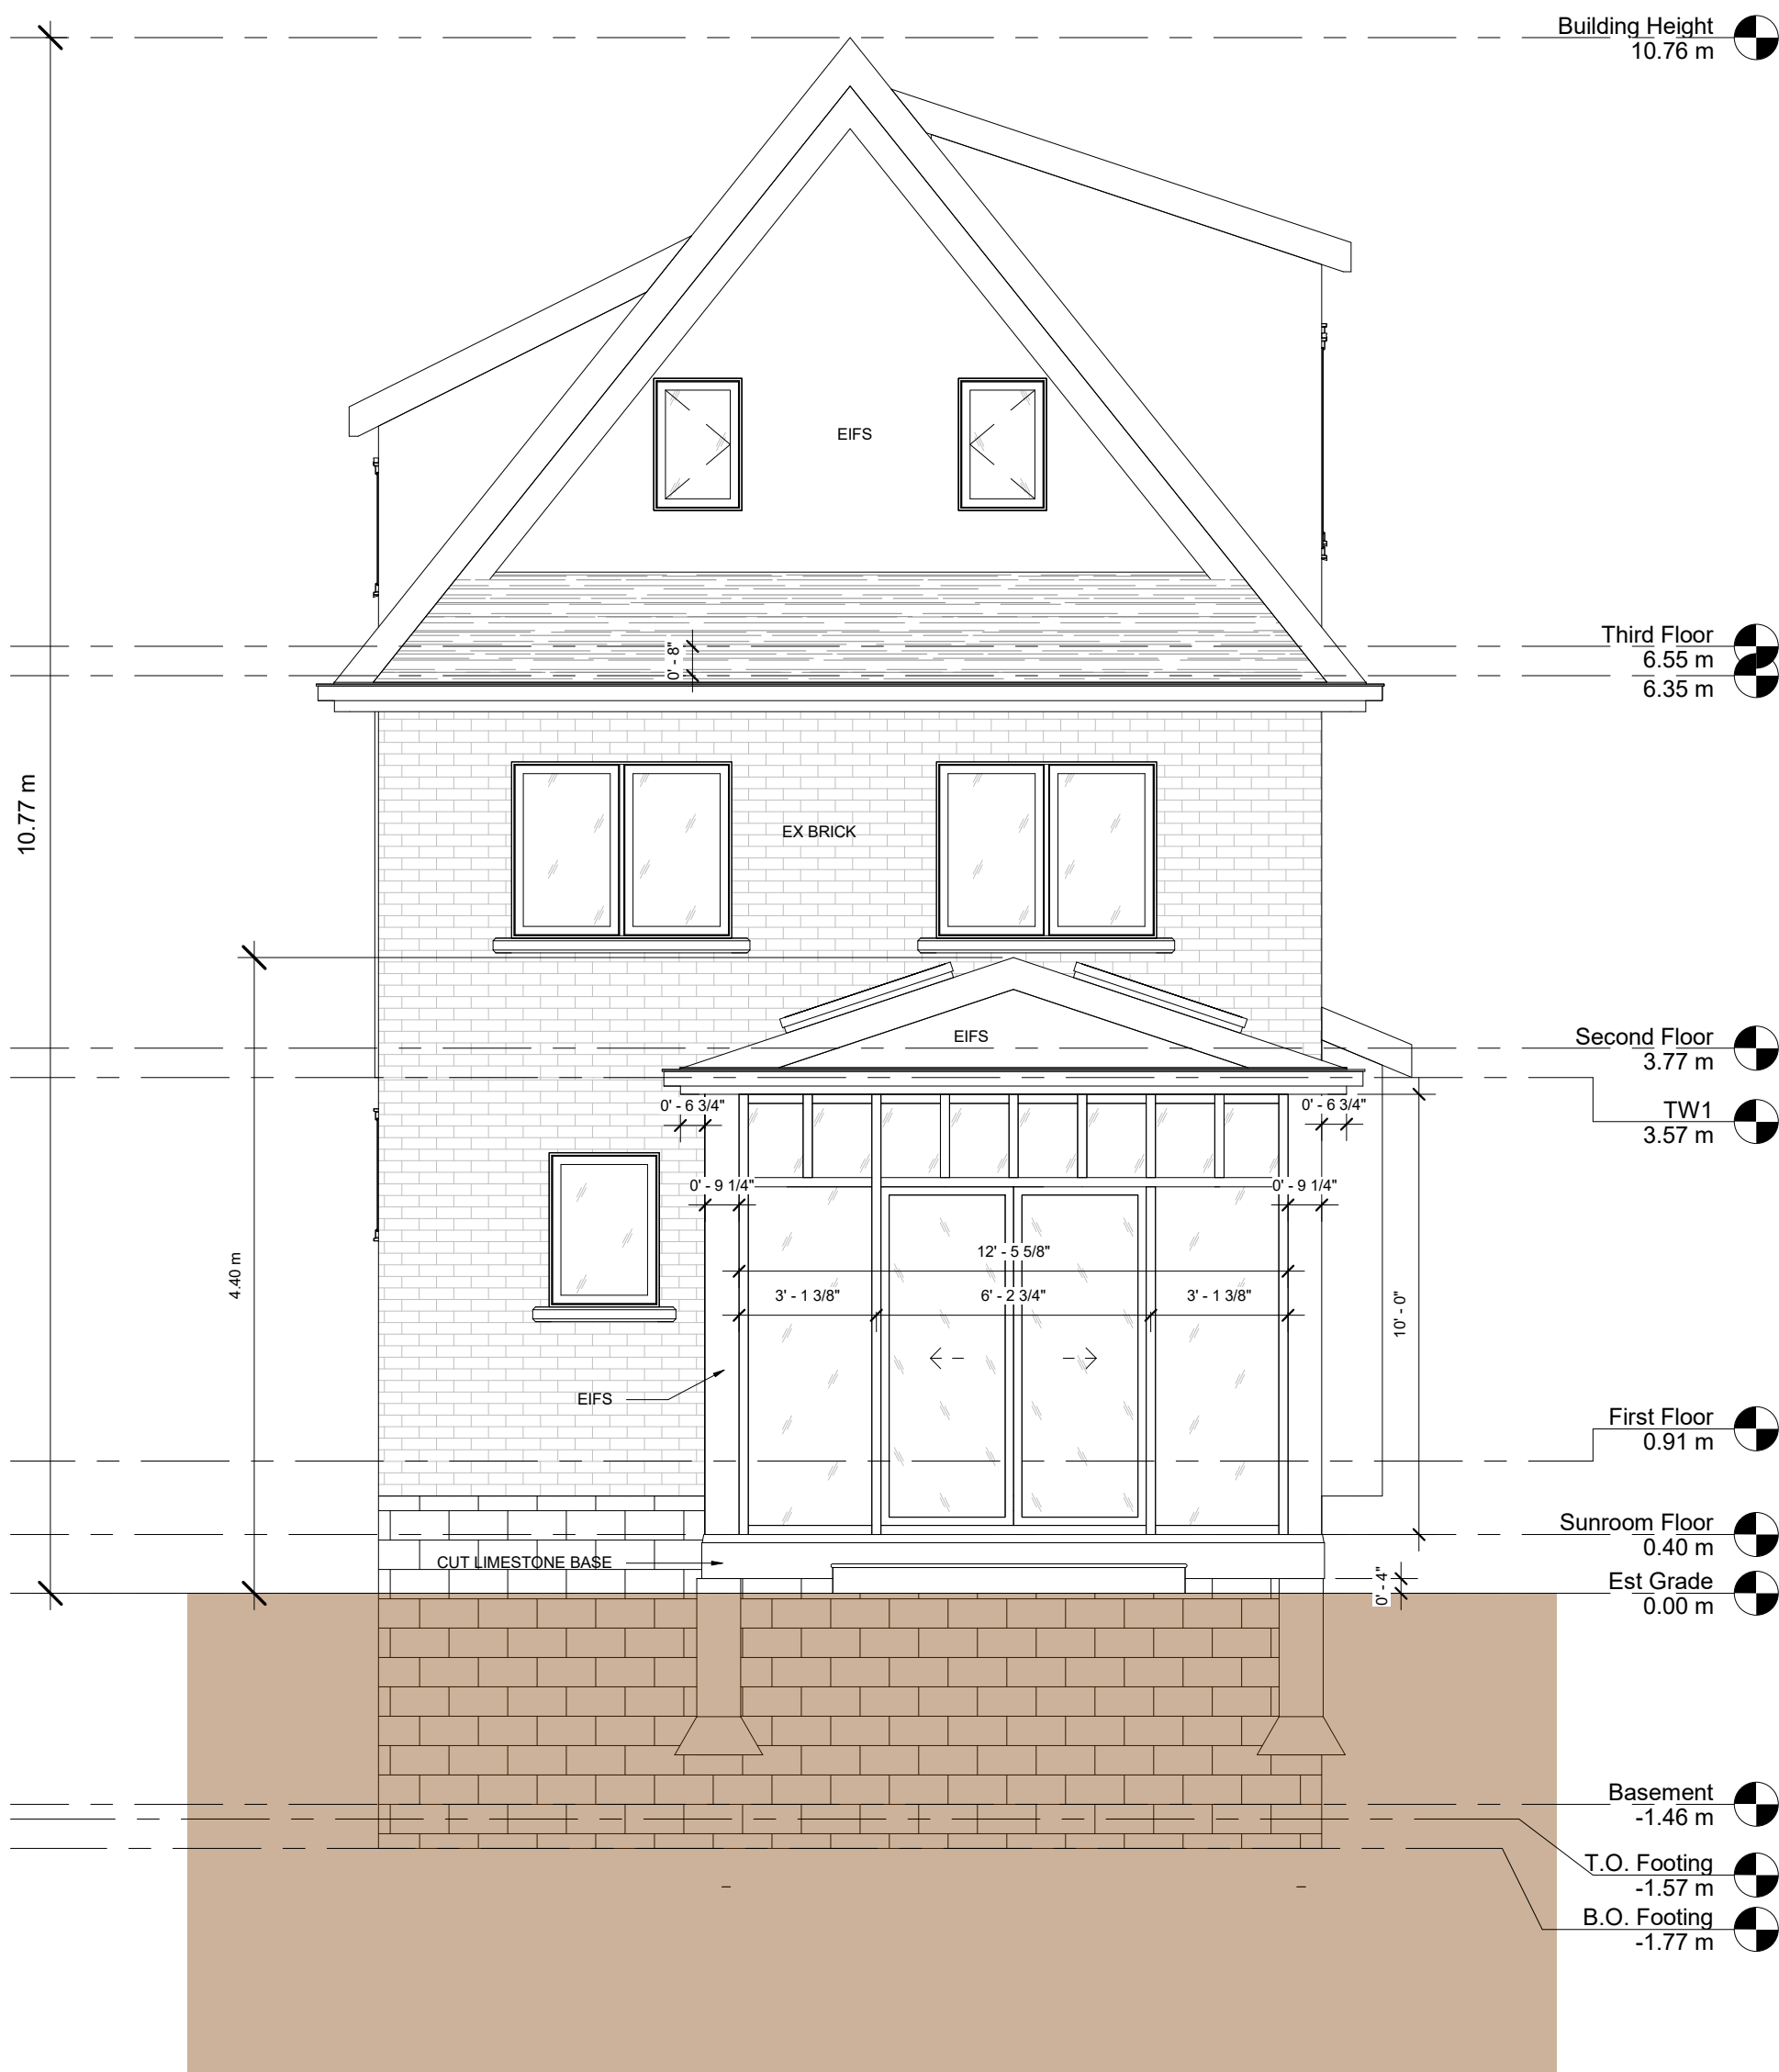 Building Height
10.76 m
EIFS
Third Floor
6.55 m
0' - 8"
6.35 m
10.77 m
EX BRICK
EIFS
Second Floor
3.77 m
0' - 6 3/4"
0' - 6 3/4"
TW1
3.57 m
0' - 9 1/4"
0' - 9 1/4"
12' - 5 5/8"
4.40 m
3' - 1 3/8"
6' - 2 3/4"
3' - 1 3/8"
10' - 0"
EIFS
First Floor
0.91 m
Sunroom Floor
0.40 m
CUT LIMESTONE BASE
0' - 4"
Est Grade
0.00 m
Basement
-1.46 m
T.O. Footing
-1.57 m
B.O. Footing
-1.77 m